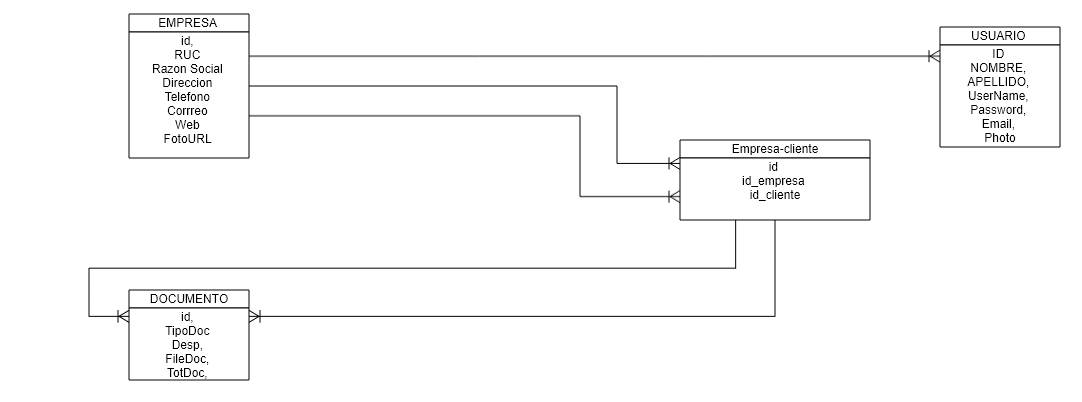 EMPRESA
id,
RUC
Razon Social
Direccion
Telefono
Corrreo
Web
FotoURL
USUARIO
ID
NOMBRE,
APELLIDO,
UserName,
Password,
Email,
Photo
Empresa-cliente
id
id_empresa
id_cliente
DOCUMENTO
id,
TipoDoc
Desp,
FileDoc,
TotDoc,